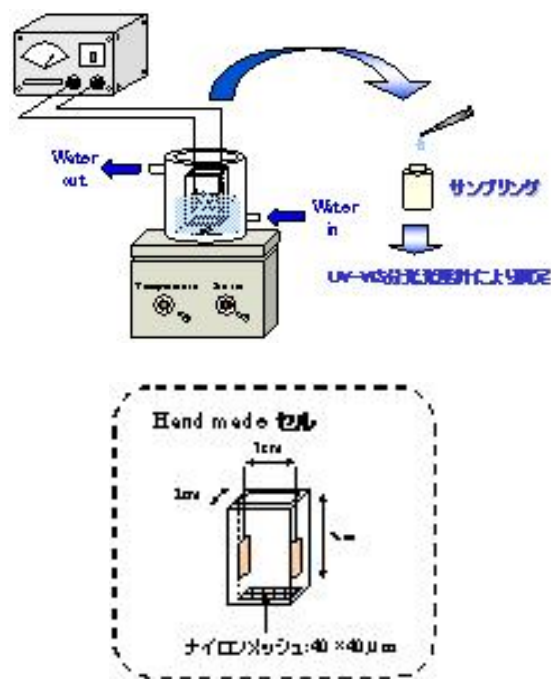 Water
out
Water
in
サンプリング
UV-VIS分光光度計により測定
Hand made セル
1cm
1cm
ナイロンメッシュ:40×40μm